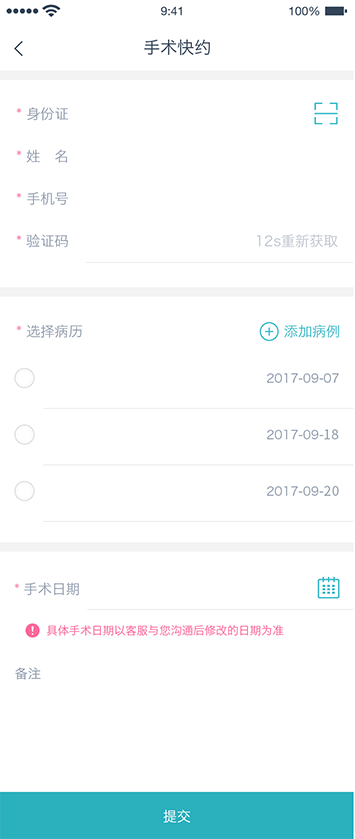 9:41 100%
手术快约
* 身份证
* 姓 名
* 手机号
* 验证码 12s重新获取
* 选择病历 添加病例
2017-09-07
2017-09-18
2017-09-20
* 手术日期
! 具体手术日期以客服与您沟通后修改的日期为准
备注
提交